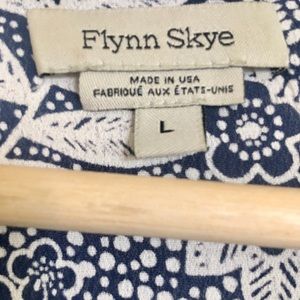 Flynn Skye
MADE IN USA
FABRIQUÉ AUX ÉTATS-UNIS
L